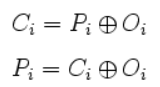 C_i = P_i ⊕ O_i
P_i = C_i ⊕ O_i